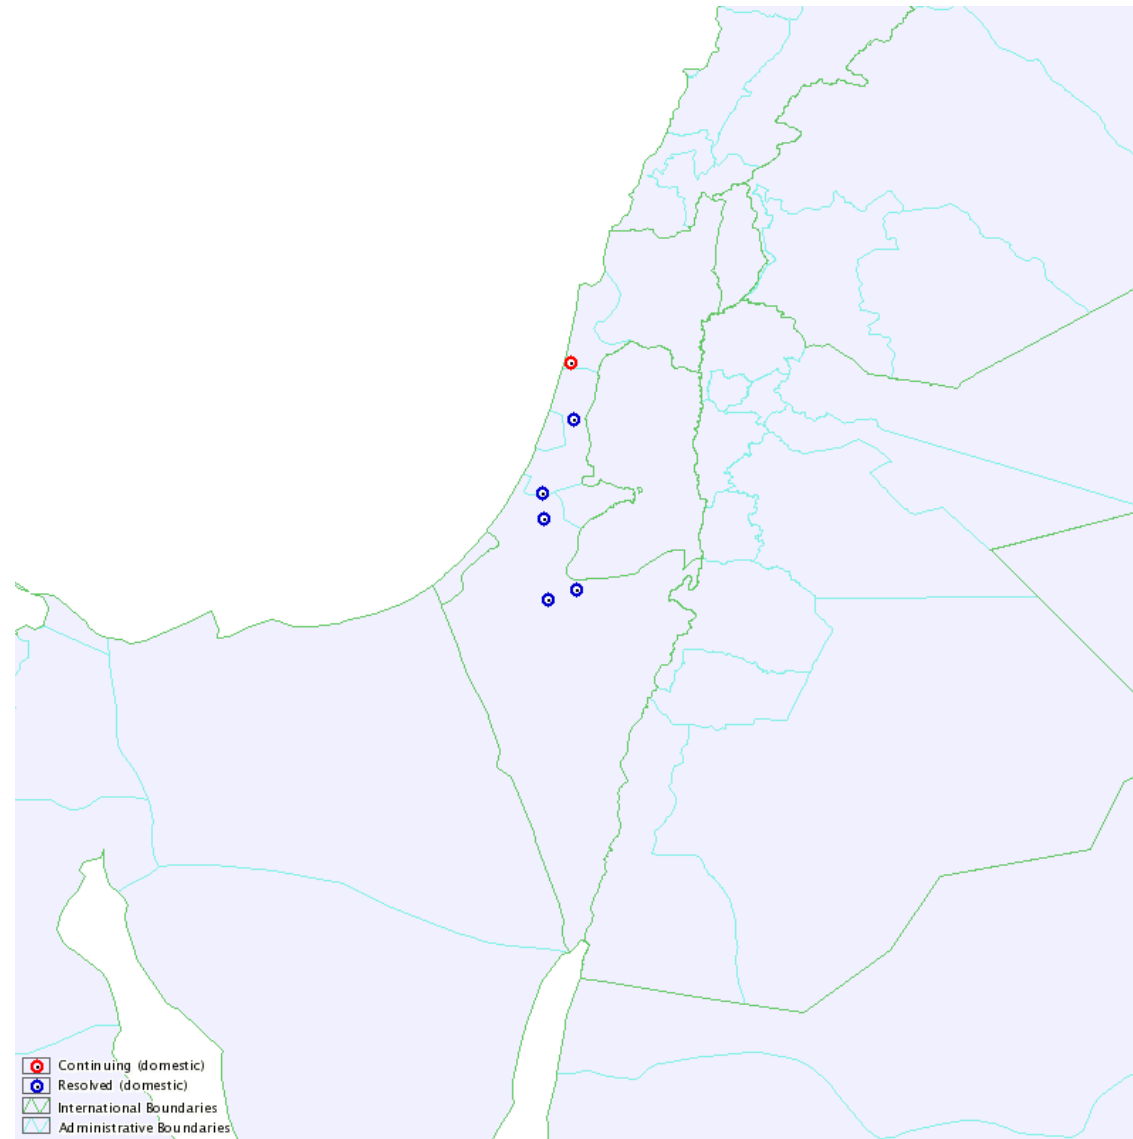 Continuing (domestic)
Resolved (domestic)
International Boundaries
Administrative Boundaries